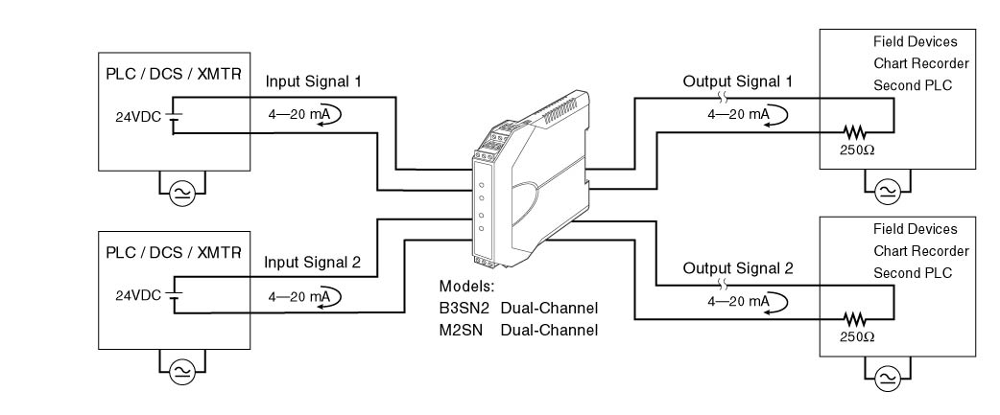 PLC / DCS / XMTR
24VDC
Input Signal 1
4—20 mA
Output Signal 1
4—20 mA
Field Devices
Chart Recorder
Second PLC
250Ω
PLC / DCS / XMTR
24VDC
Input Signal 2
4—20 mA
Models:
B3SN2 Dual-Channel
M2SN Dual-Channel
Output Signal 2
4—20 mA
Field Devices
Chart Recorder
Second PLC
250Ω